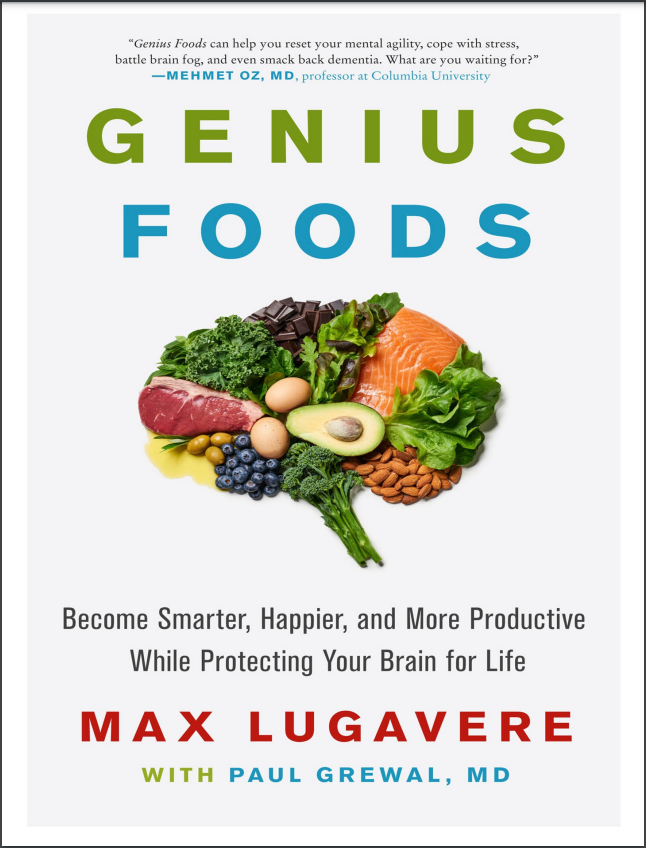 “Genius Foods can help you reset your mental agility, cope with stress,
battle brain fog, and even smack back dementia. What are you waiting for?”
—MEHMET OZ, MD, professor at Columbia University
GENIUS
FOODS
Become Smarter, Happier, and More Productive
While Protecting Your Brain for Life
MAX LUGAVERE
WITH PAUL GREWAL, MD